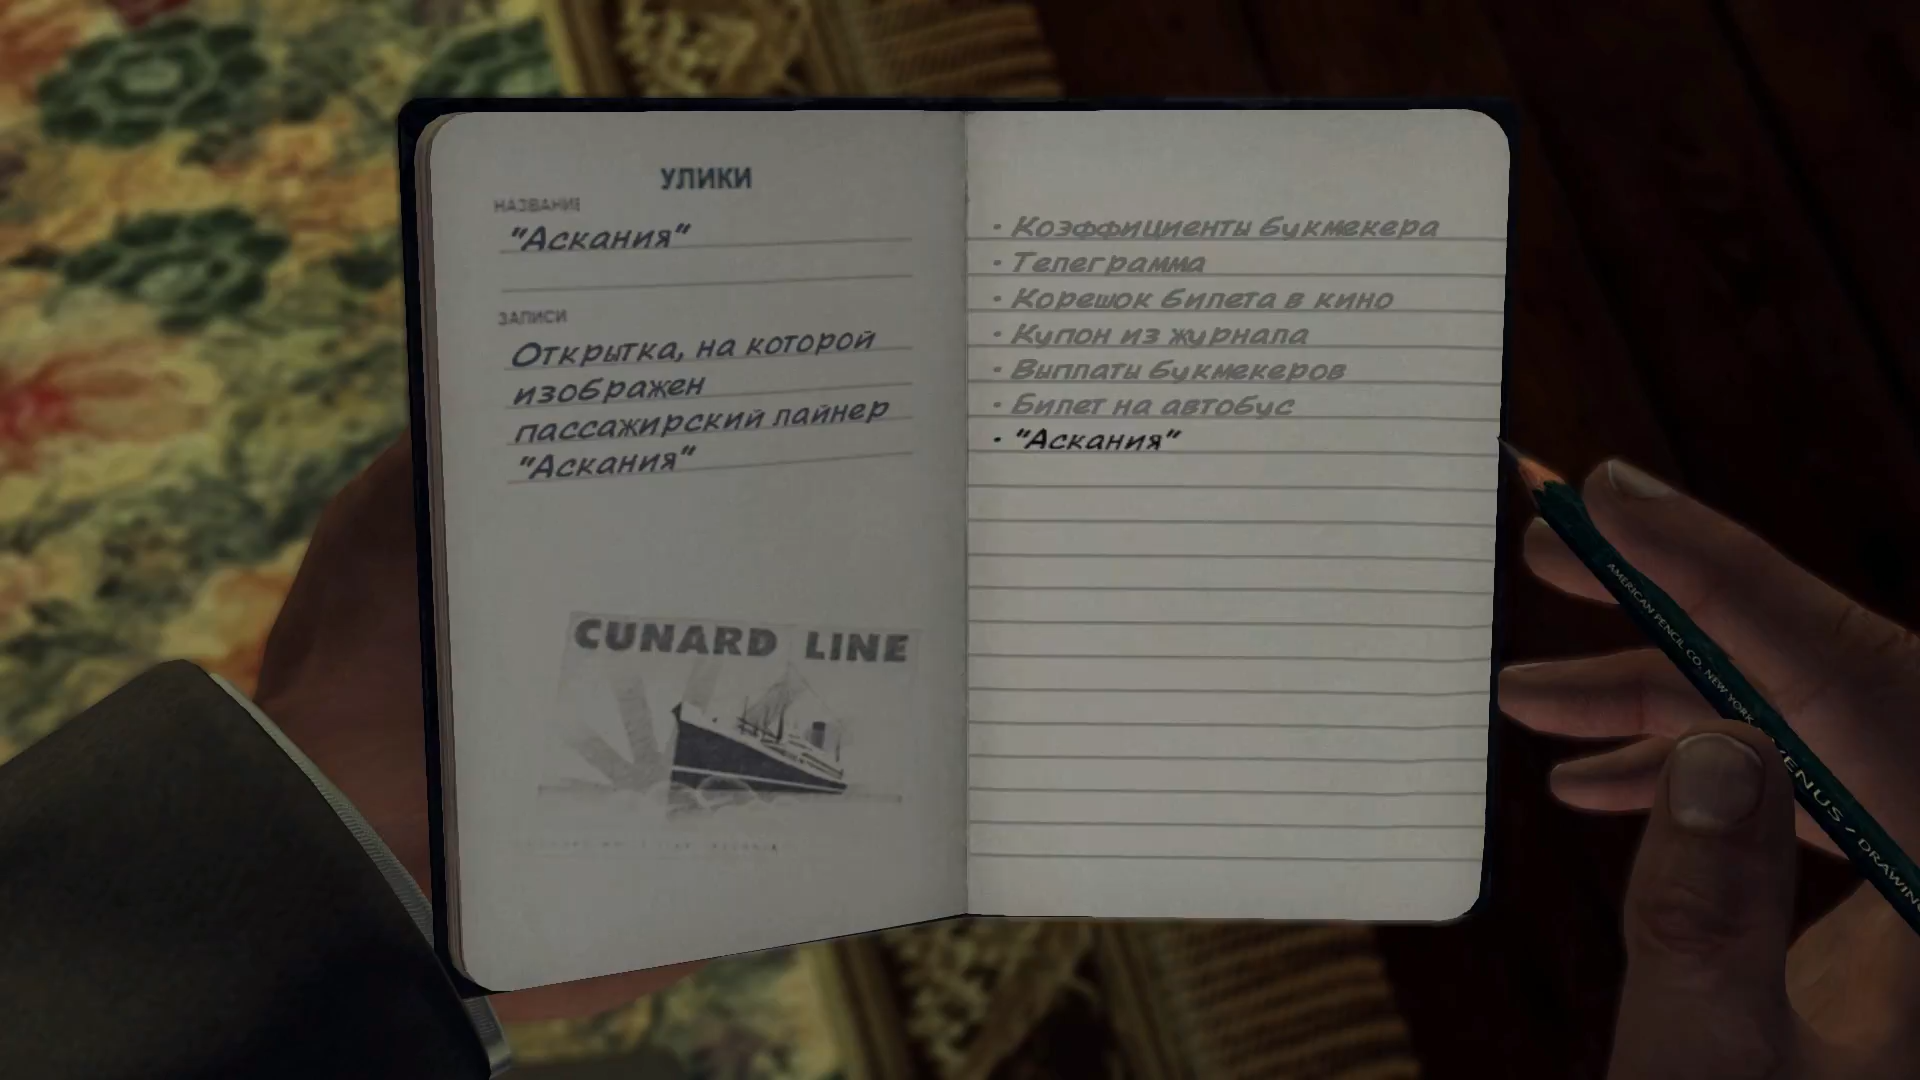 УЛИКИ
НАЗВАНИЕ
"Аскания"
ЗАПИСИ
Открытка, на которой
изображен
пассажирский лайнер
"Аскания"
CUNARD LINE
• Коэффициенты букмекера
• Телеграмма
• Корешок билета в кино
• Купон из журнала
• Выплаты букмекеров
• Билет на автобус
• "Аскания"
AMERICAN PENCIL CO. NEW YORK
VENUS / DRAWING